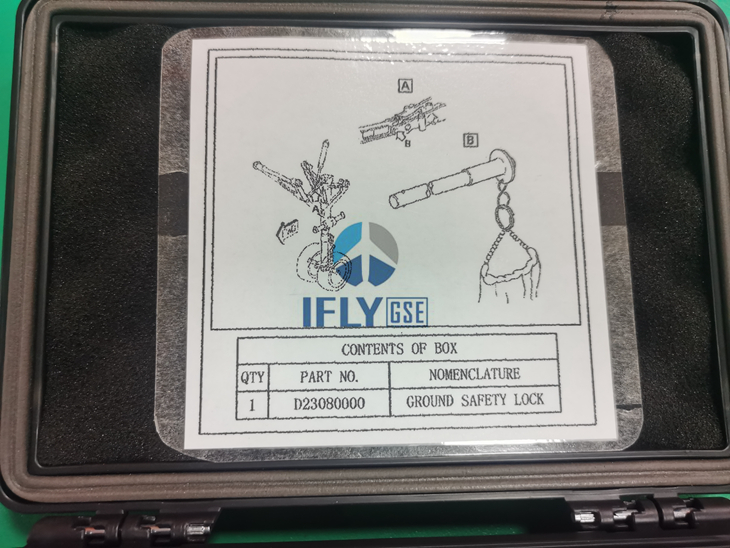 A
B
B
A
IFLY GSE
CONTENTS OF BOX
QTY PART NO. NOMENCLATURE
1 D23080000 GROUND SAFETY LOCK